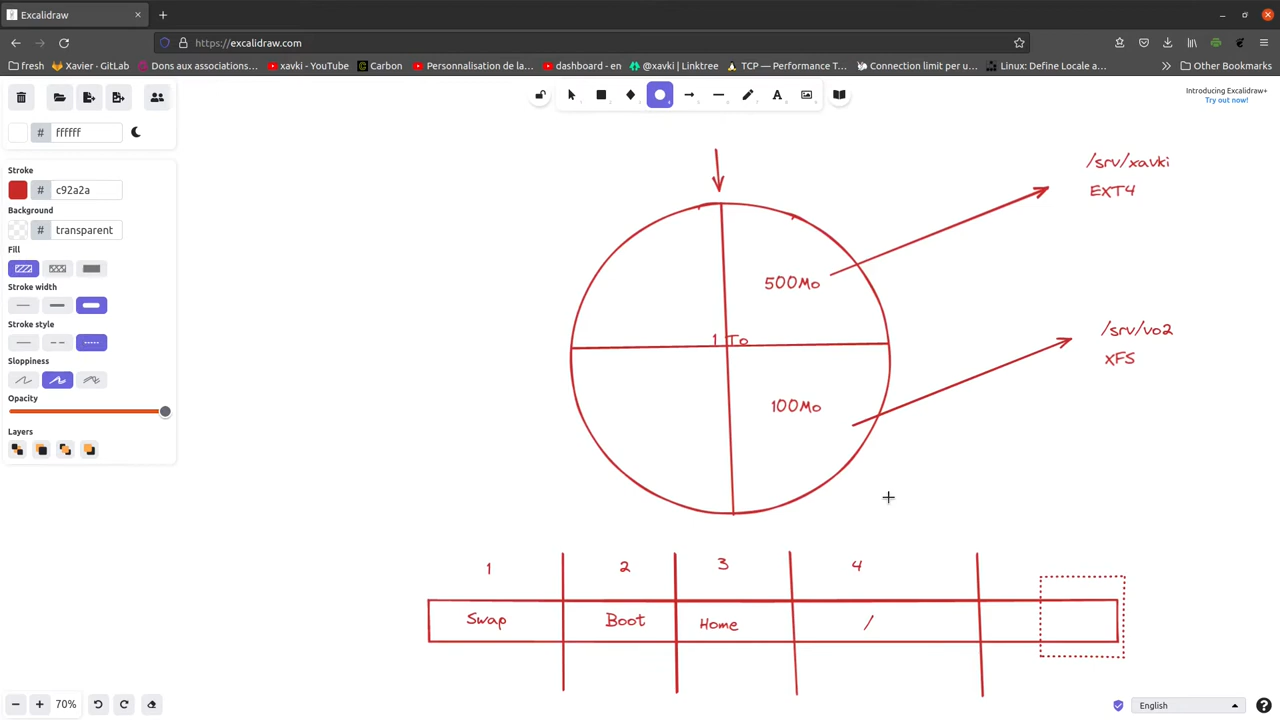 Excalidraw
https://excalidraw.com
fresh
Xavier · GitLab
Dons aux associations…
xavki - YouTube
Carbon
Personnalisation de la…
dashboard - en
@xavki | Linktree
TCP — Performance T…
Connection limit per u…
Linux: Define Locale a…
Other Bookmarks
Introducing Excalidraw+
Try out now!
# ffffff
Stroke
# c92a2a
Background
# transparent
Fill
Stroke width
Stroke style
Sloppiness
Opacity
Layers
/srv/xavki
EXT4
500Mo
1 To
/srv/vo2
XFS
100Mo
1 2 3 4
Swap Boot Home /
70%
English